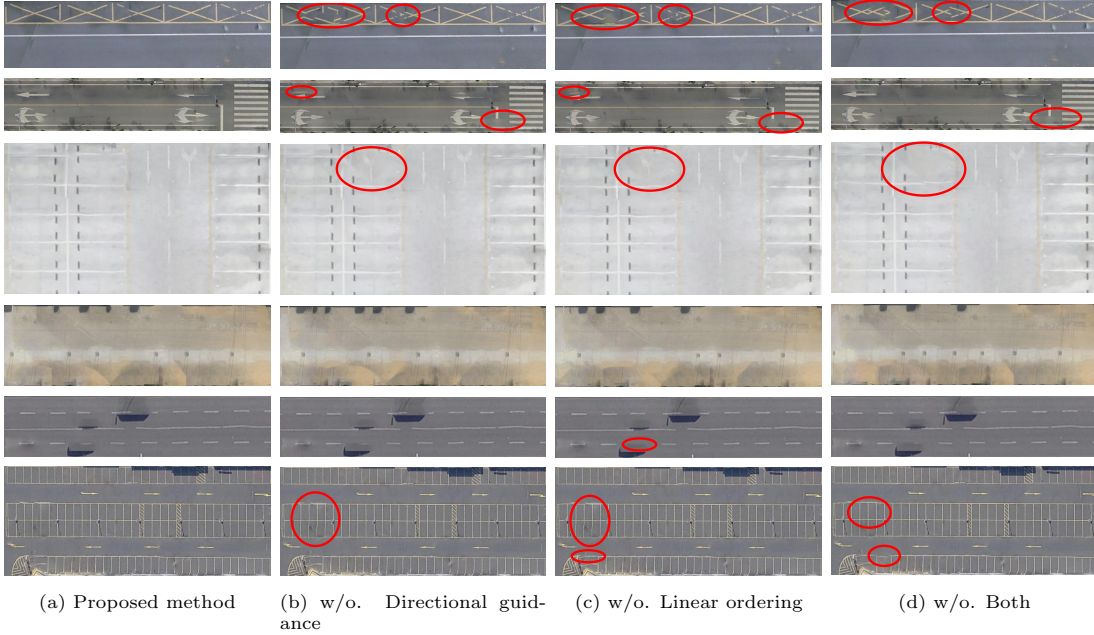 (a) Proposed method
(b) w/o. Directional guid-
ance
(c) w/o. Linear ordering
(d) w/o. Both